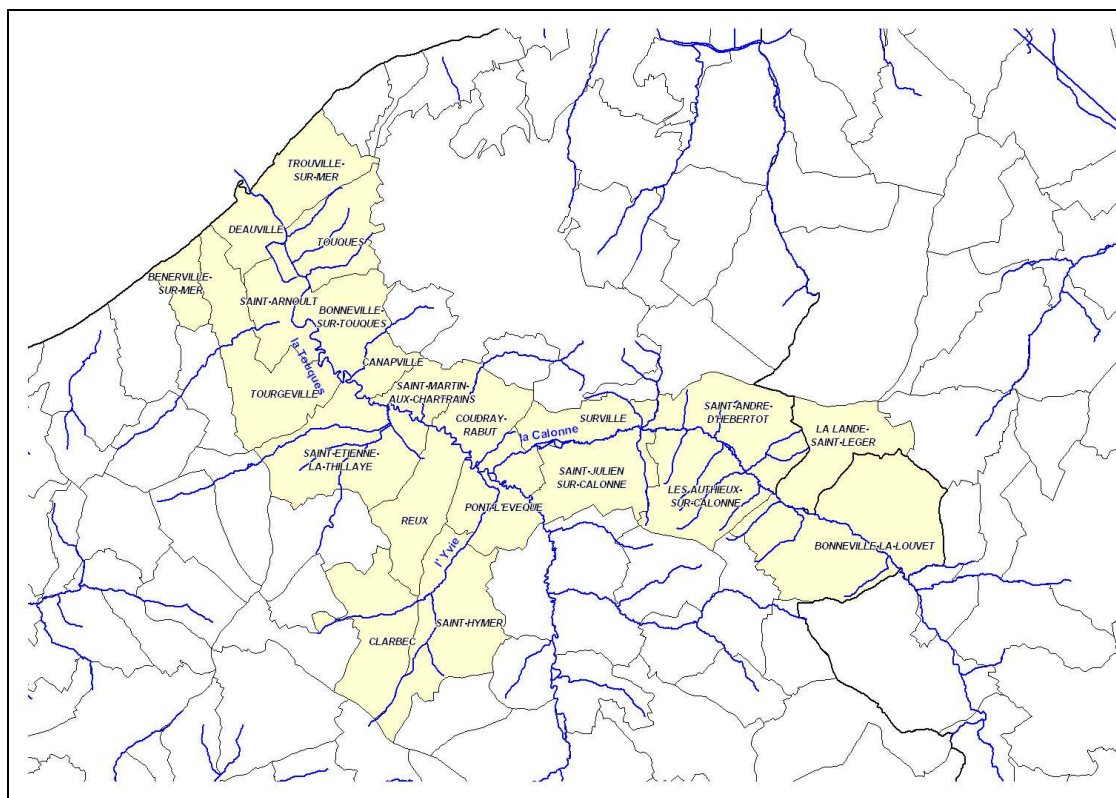 TROUVILLE-
SUR-MER
DEAUVILLE
TOUQUES
BENERVILLE-
SUR-MER
SAINT-ARNOULT
BONNEVILLE-
SUR-TOUQUES
la Touques
CANAPVILLE
TOURGEVILLE
SAINT-MARTIN-
AUX-CHARTRAINS
COUDRAY-
RABUT
SURVILLE
la Calonne
SAINT-ANDRE-
D'HEBERTOT
LA LANDE-
SAINT-LEGER
SAINT-ETIENNE-
LA-THILLAYE
SAINT-JULIEN
SUR-CALONNE
LES AUTHIEUX-
SUR-CALONNE
PONT-L'EVEQUE
REUX
BONNEVILLE-LA-LOUVET
l'Yvie
SAINT-HYMER
CLARBEC